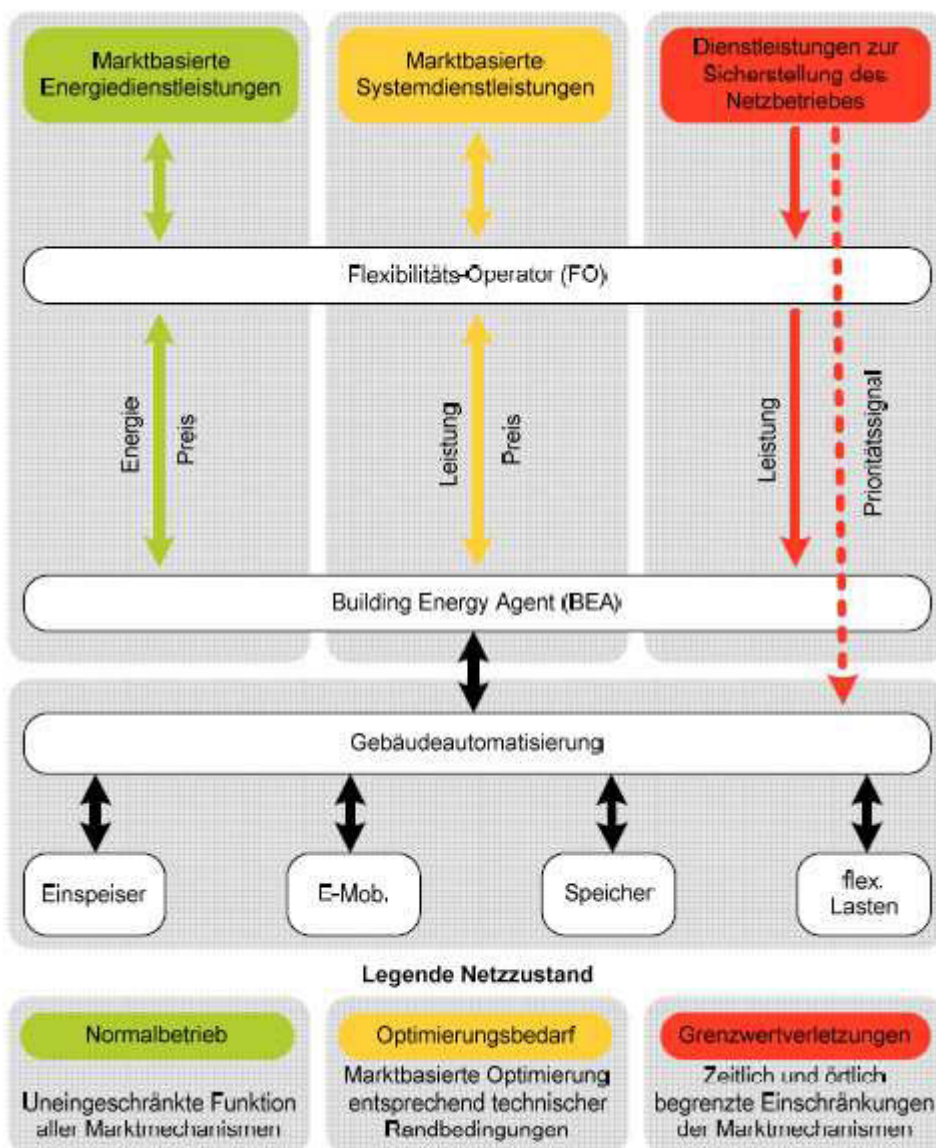 Marktbasierte
Energiedienstleistungen
Marktbasierte
Systemdienstleistungen
Dienstleistungen zur
Sicherstellung des
Netzbetriebes
Flexibilitäts-Operator (FO)
Energie
Preis
Leistung
Preis
Leistung
Prioritätssignal
Building Energy Agent (BEA)
Gebäudeautomatisierung
Einspeiser
E-Mob.
Speicher
flex.
Lasten
Legende Netzzustand
Normalbetrieb
Uneingeschränkte Funktion
aller Marktmechanismen
Optimierungsbedarf
Marktbasierte Optimierung
entsprechend technischer
Randbedingungen
Grenzwertverletzungen
Zeitlich und örtlich
begrenzte Einschränkungen
der Marktmechanismen